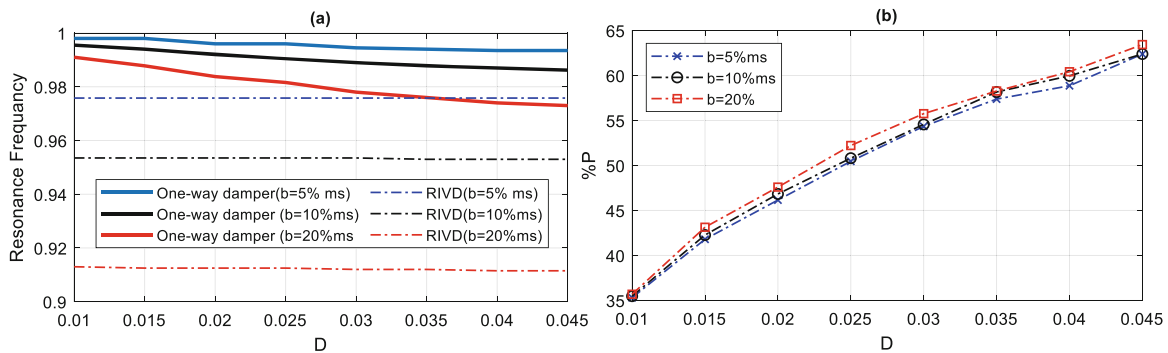 (a)
1
0.98
0.96
0.94
0.92
0.9
Resonance Frequancy
One-way damper(b=5% ms) RIVD(b=5% ms)
One-way damper (b=10%ms) RIVD(b=10%ms)
One-way damper (b=20%ms RIVD(b=20%ms)
0.01 0.015 0.02 0.025 0.03 0.035 0.04 0.045
D
(b)
65
60
55
50
45
40
35
%P
b=5%ms
b=10%ms
b=20%
0.01 0.015 0.02 0.025 0.03 0.035 0.04 0.045
D